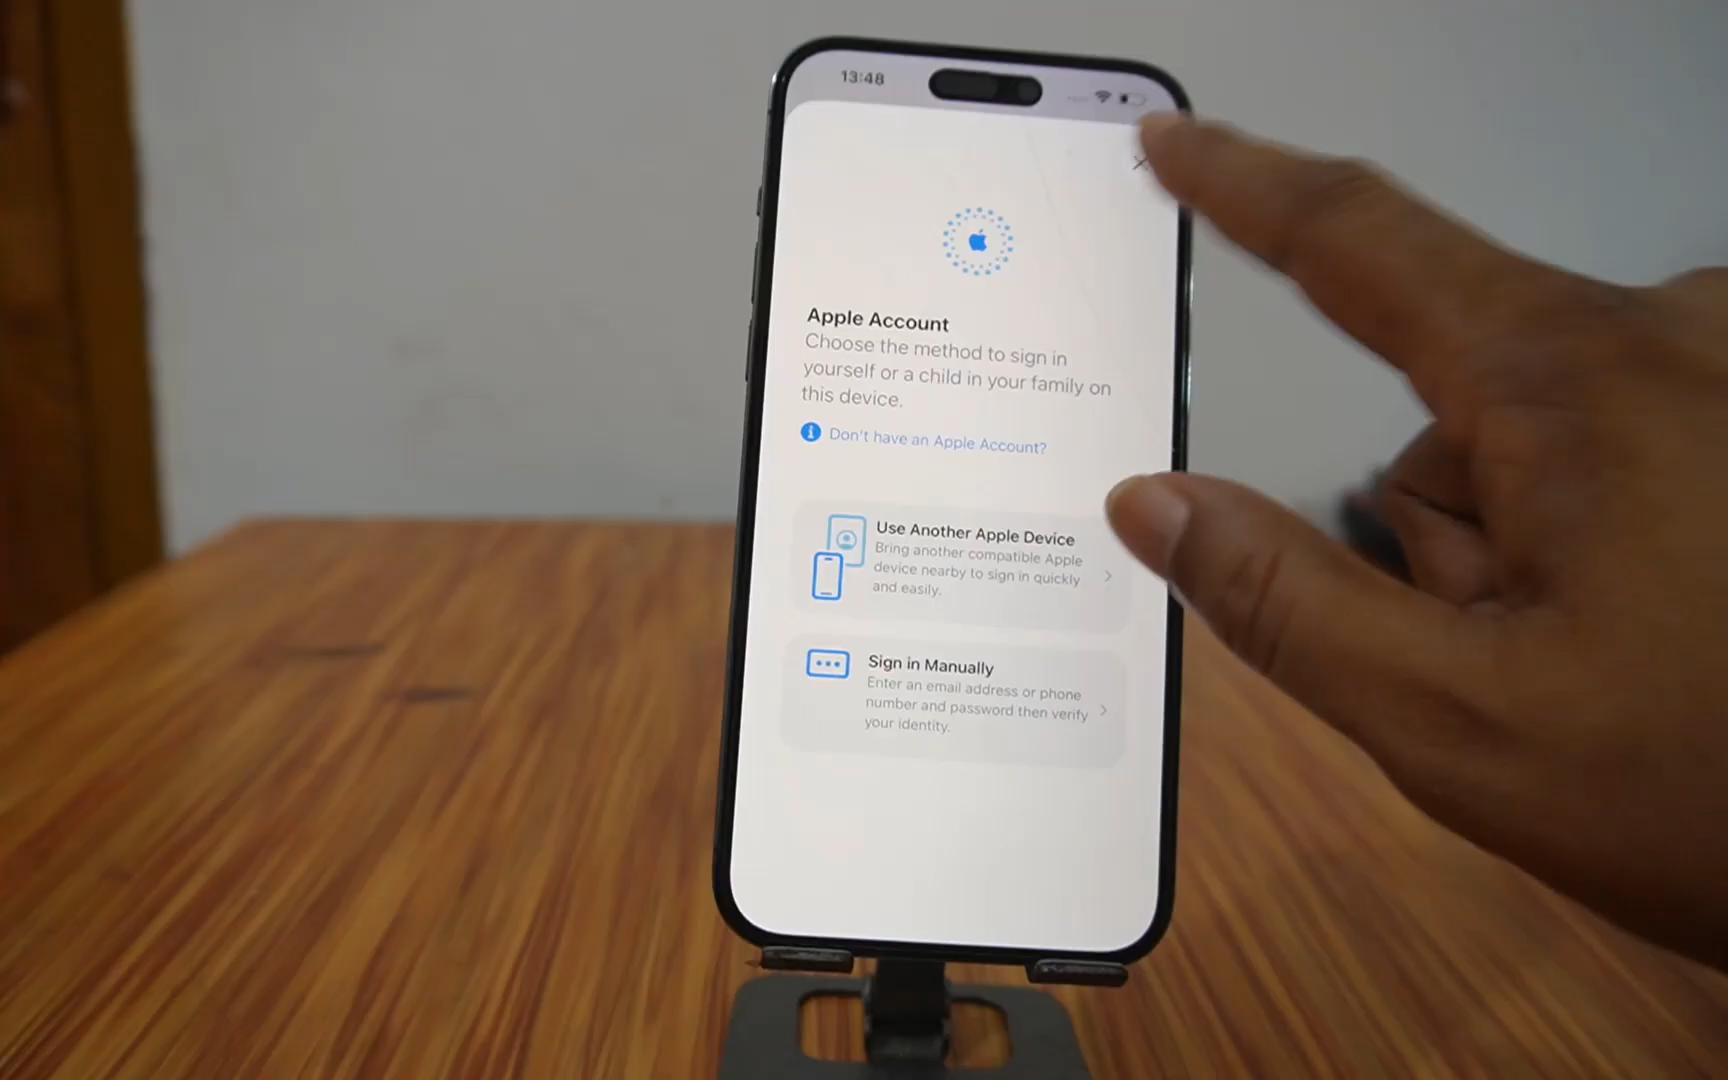 13:48
Apple Account
Choose the method to sign in
yourself or a child in your family on
this device.
Don't have an Apple Account?
Use Another Apple Device
Bring another compatible Apple
device nearby to sign in quickly
and easily.
Sign in Manually
Enter an email address or phone
number and password then verify
your identity.